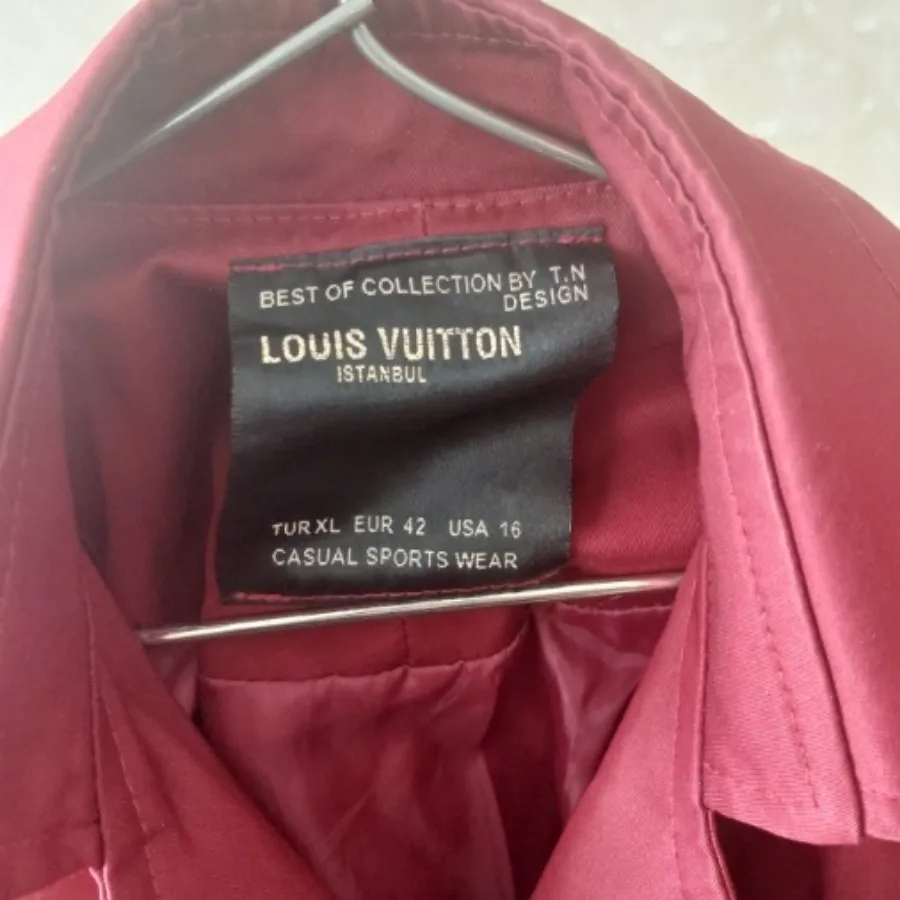 BEST OF COLLECTION BY T.N
DESIGN
LOUIS VUITTON
ISTANBUL
TUR XL EUR 42 USA 16
CASUAL SPORTS WEAR